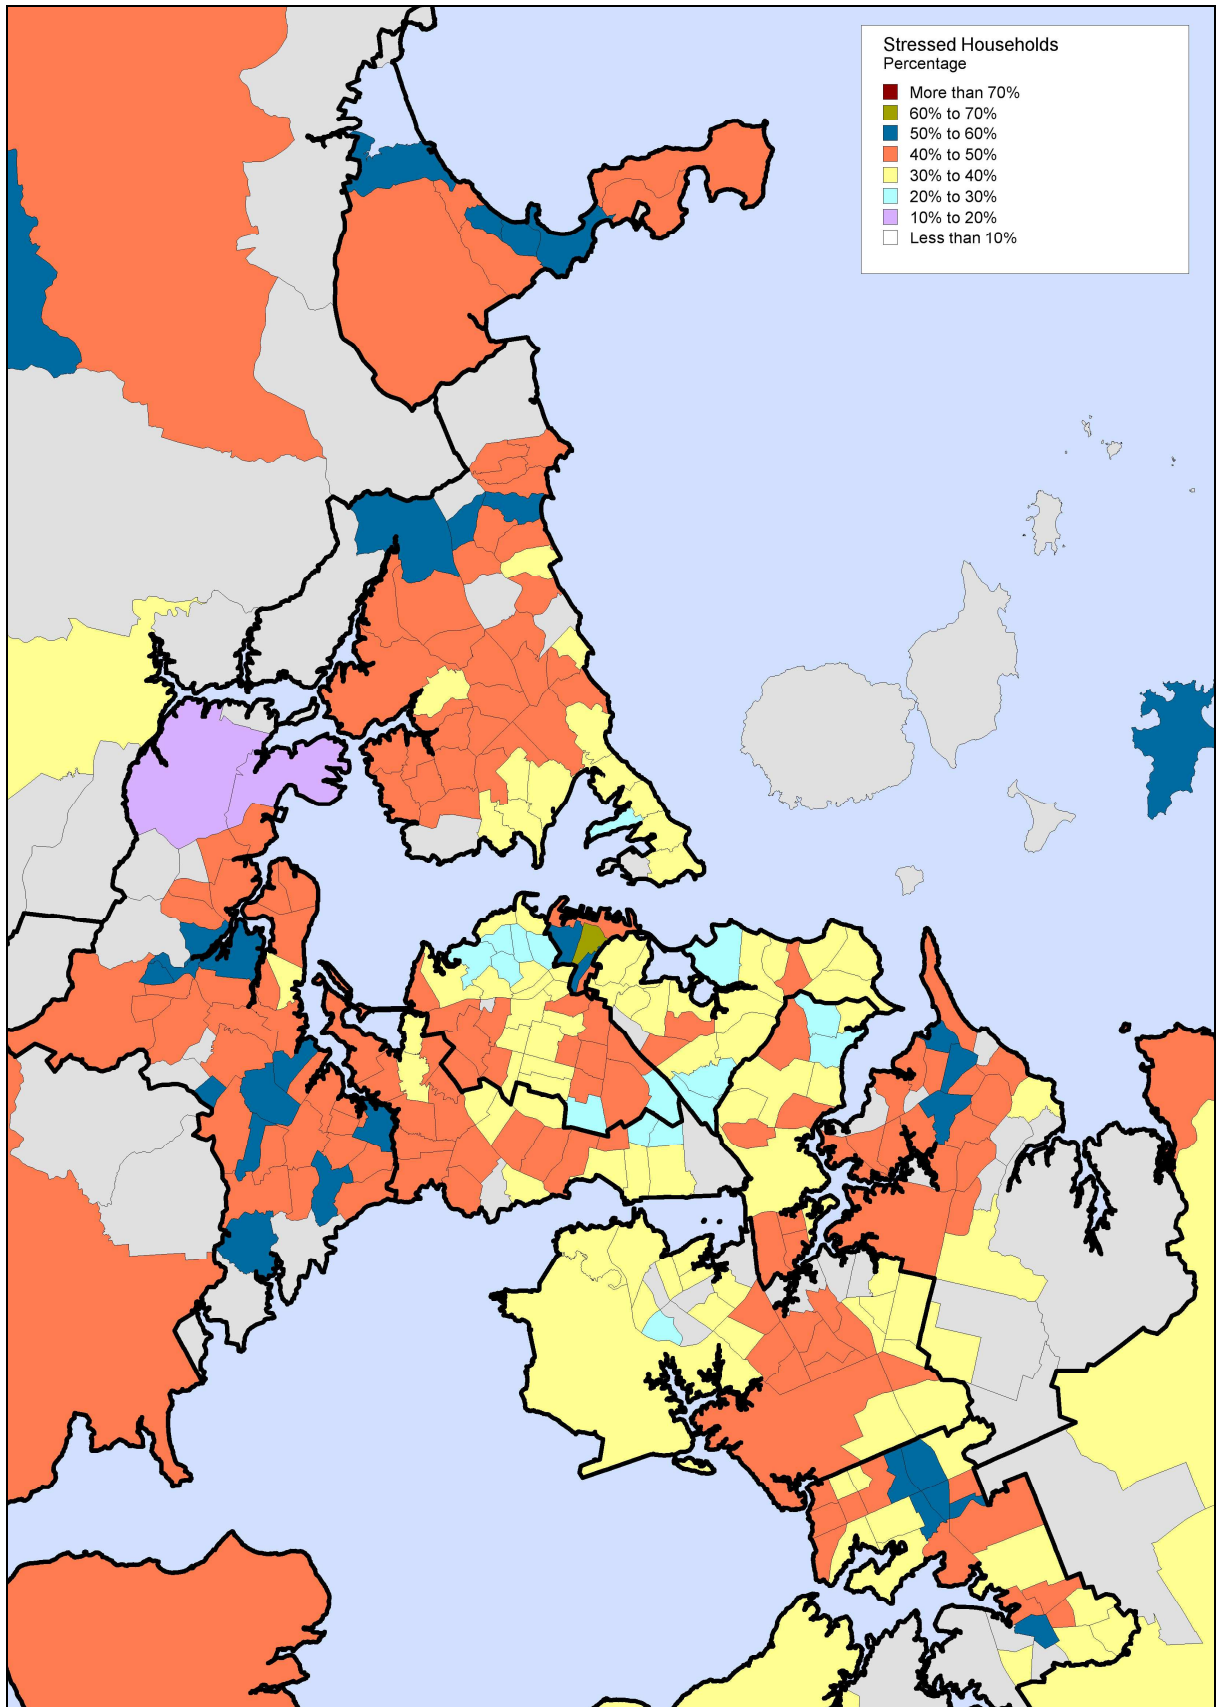 Stressed Households
Percentage
More than 70%
60% to 70%
50% to 60%
40% to 50%
30% to 40%
20% to 30%
10% to 20%
Less than 10%